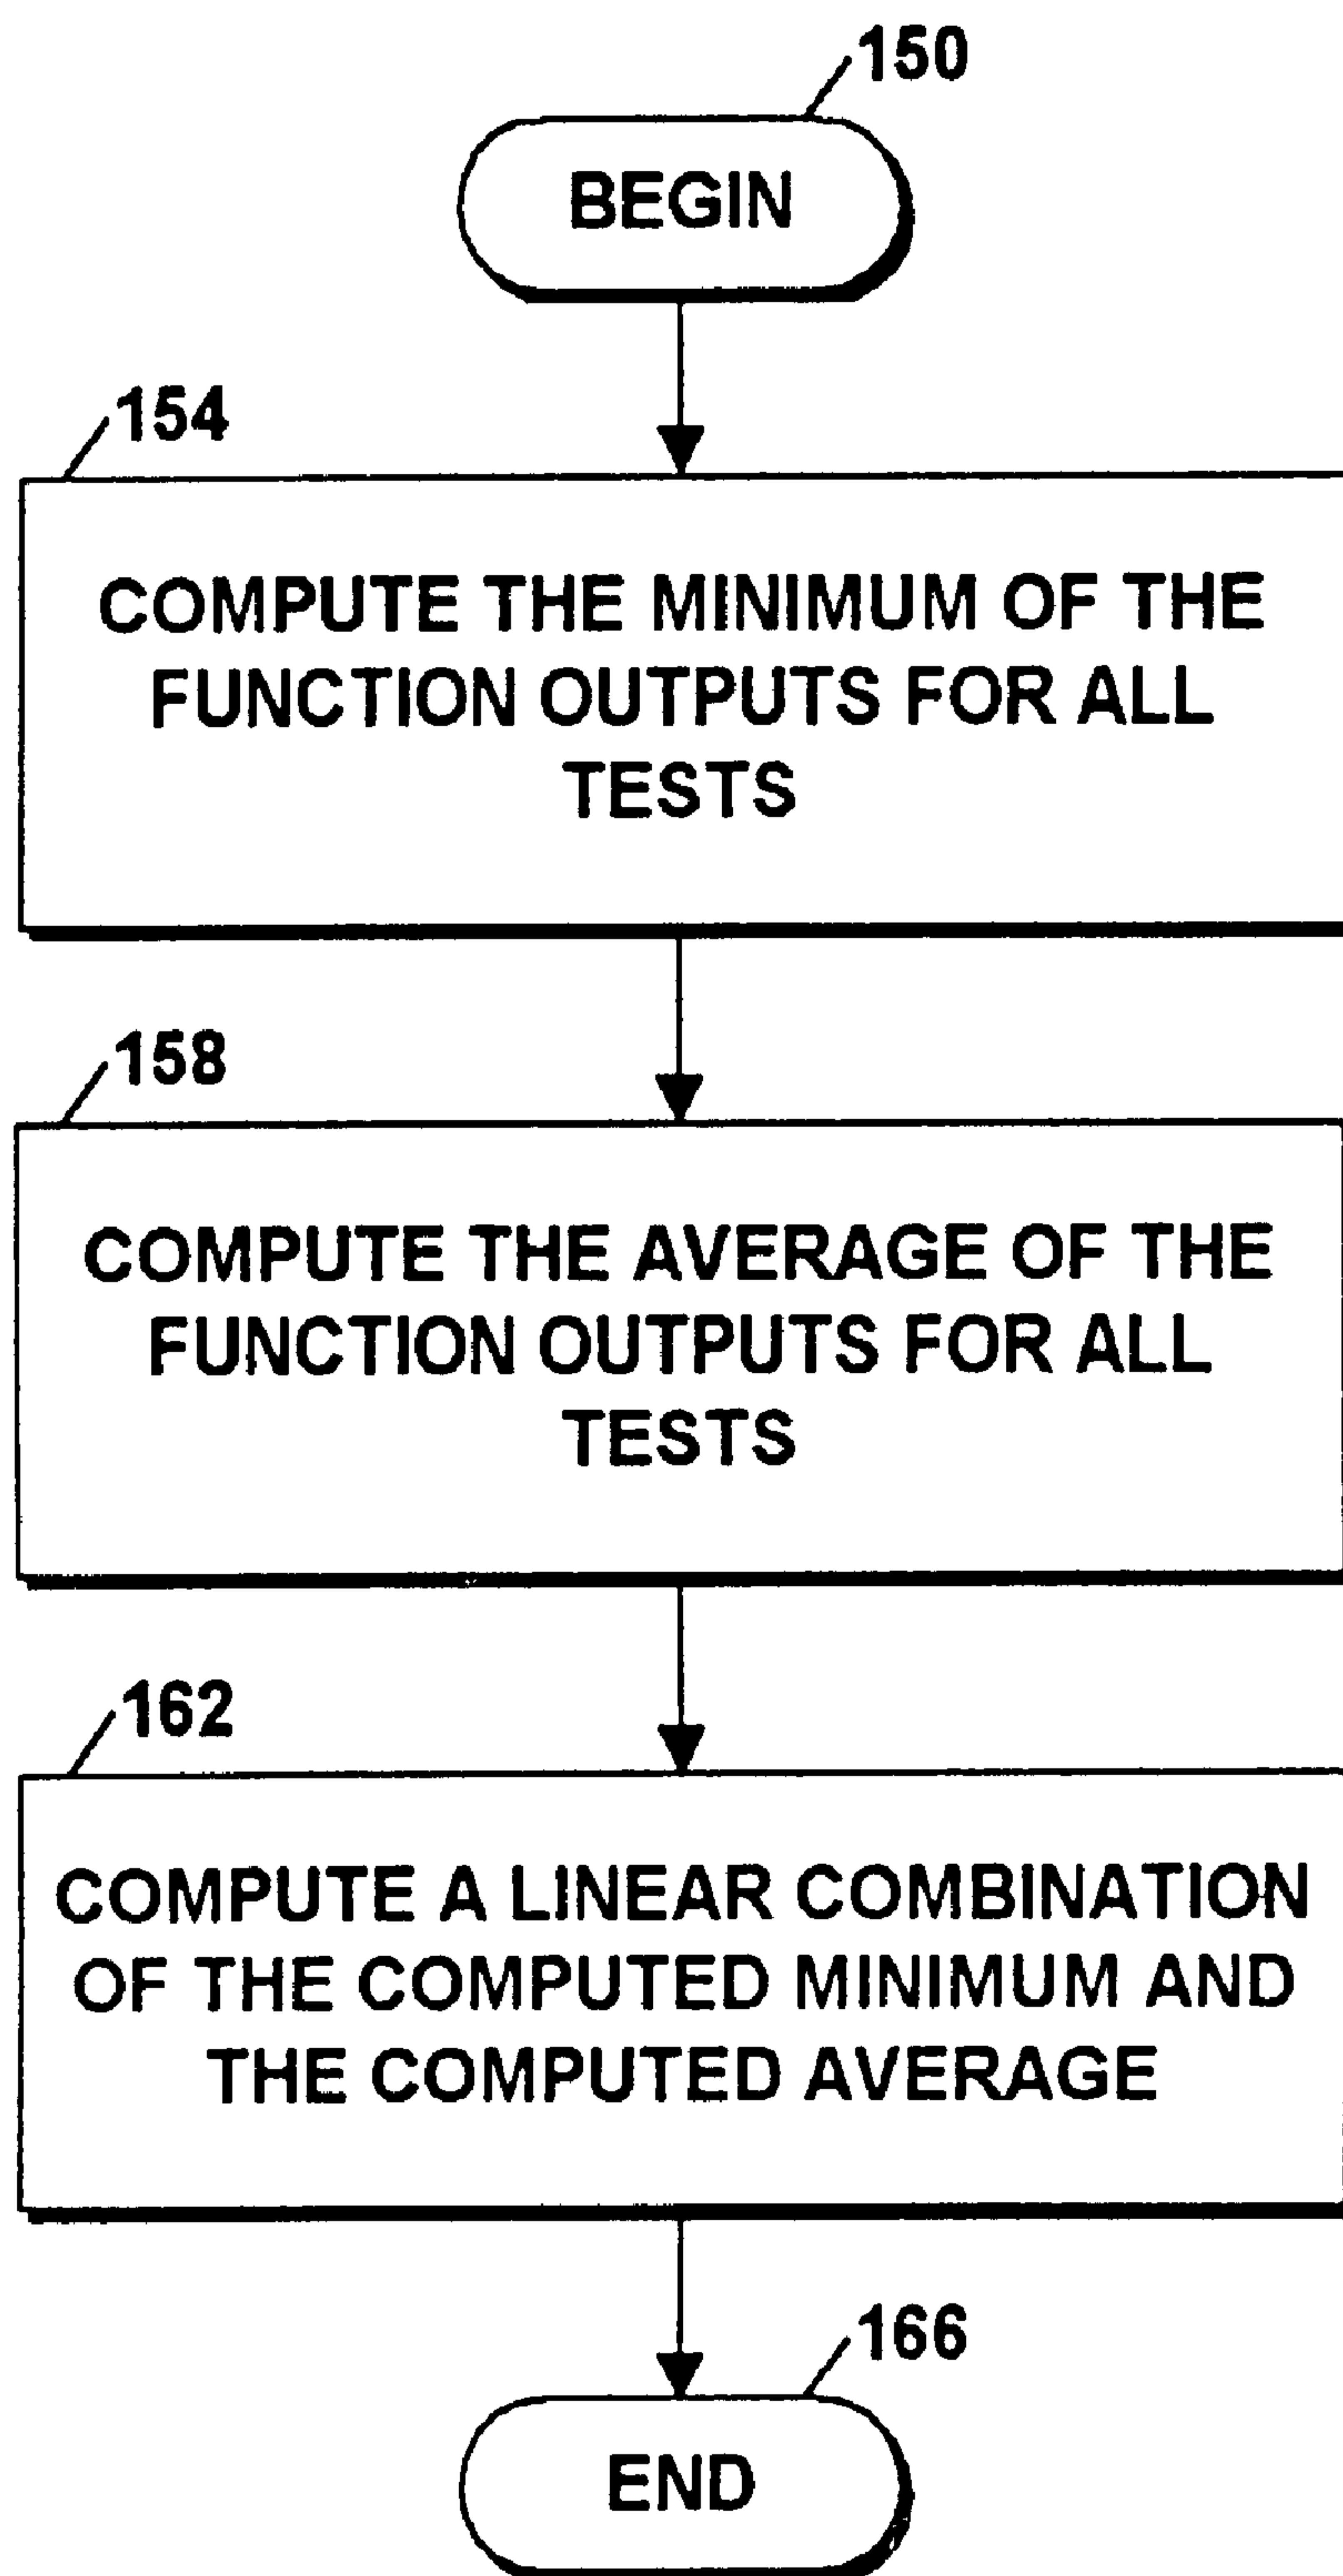 150
BEGIN
154
COMPUTE THE MINIMUM OF THE
FUNCTION OUTPUTS FOR ALL
TESTS
158
COMPUTE THE AVERAGE OF THE
FUNCTION OUTPUTS FOR ALL
TESTS
162
COMPUTE A LINEAR COMBINATION
OF THE COMPUTED MINIMUM AND
THE COMPUTED AVERAGE
166
END